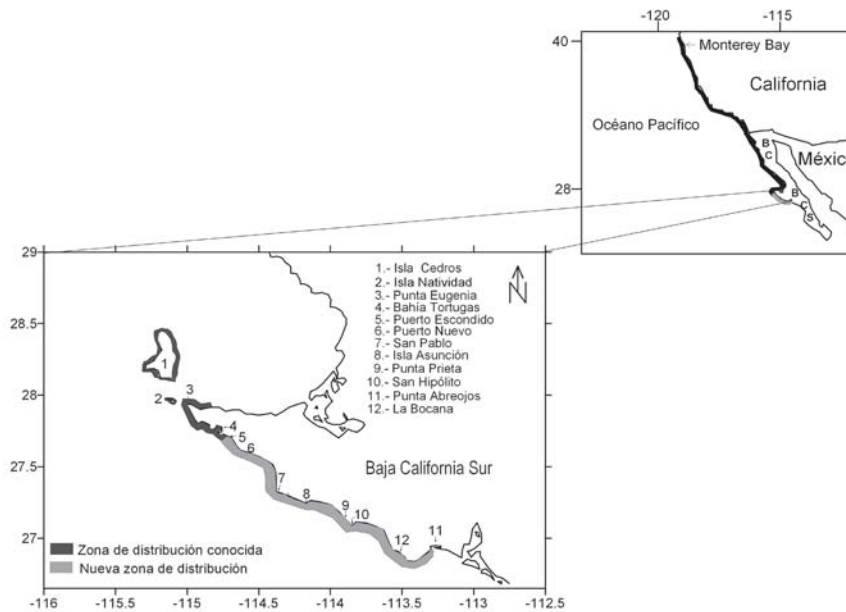 -120 -115
40
Monterey Bay
California
Océano Pacífico
B
C
Méxic
28
B
C
S
29
28.5
28
27.5
27
1.- Isla Cedros
2.- Isla Natividad
3.- Punta Eugenia
4.- Bahía Tortugas
5.- Puerto Escondido
6.- Puerto Nuevo
7.- San Pablo
8.- Isla Asunción
9.- Punta Prieta
10.- San Hipólito
11.- Punta Abreojos
12.- La Bocana
N
1
2
3
4
5
6
7
8
9
10
12
11
Baja California Sur
Zona de distribución conocida
Nueva zona de distribución
-116 -115.5 -115 -114.5 -114 -113.5 -113 -112.5